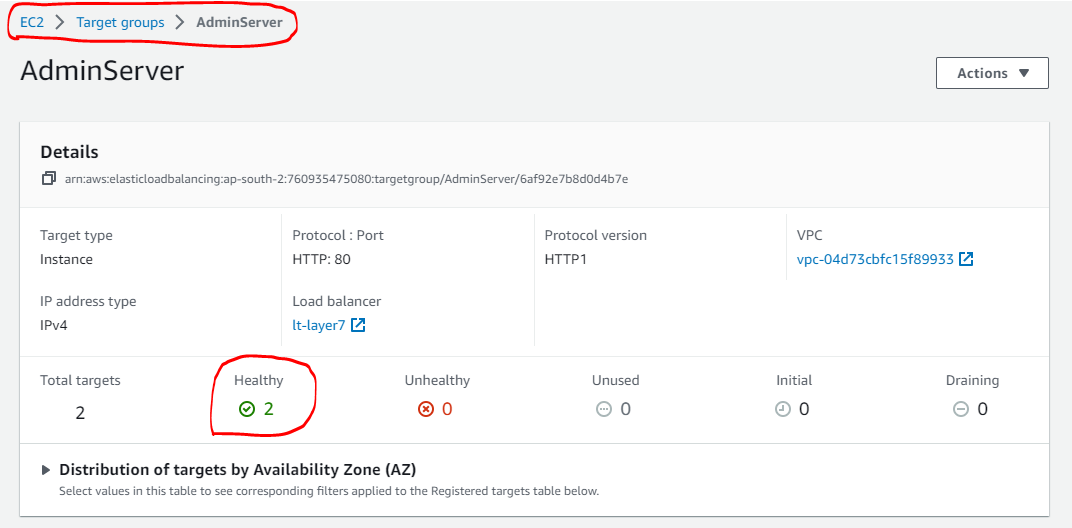 EC2 > Target groups > AdminServer
AdminServer
Actions
Details
arn:aws:elasticloadbalancing:ap-south-2:760935475080:targetgroup/AdminServer/6af92e7b8d0d4b7e
Target type Protocol : Port Protocol version VPC
Instance HTTP: 80 HTTP1 vpc-04d73cbfc15f89933
IP address type Load balancer
IPv4 lt-layer7
Total targets Healthy Unhealthy Unused Initial Draining
2 2 0 0 0 0
Distribution of targets by Availability Zone (AZ)
Select values in this table to see corresponding filters applied to the Registered targets table below.